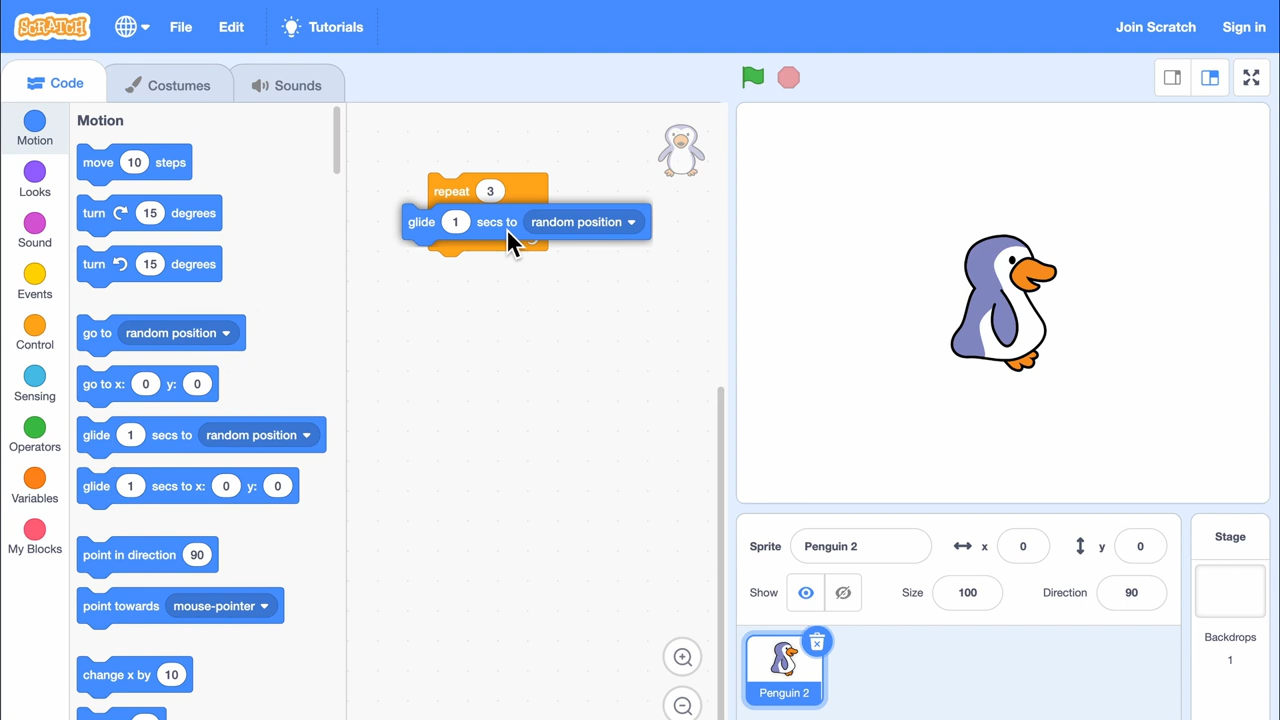 SCRATCH File Edit Tutorials Join Scratch Sign in
Code Costumes Sounds
Motion
Looks
Sound
Events
Control
Sensing
Operators
Variables
My Blocks
Motion
move 10 steps
turn 15 degrees
turn 15 degrees
go to random position
go to x: 0 y: 0
glide 1 secs to random position
glide 1 secs to x: 0 y: 0
point in direction 90
point towards mouse-pointer
change x by 10
repeat 3
glide 1 secs to random position
Sprite Penguin 2 x 0 y 0
Show Size 100 Direction 90
Penguin 2
Stage
Backdrops
1